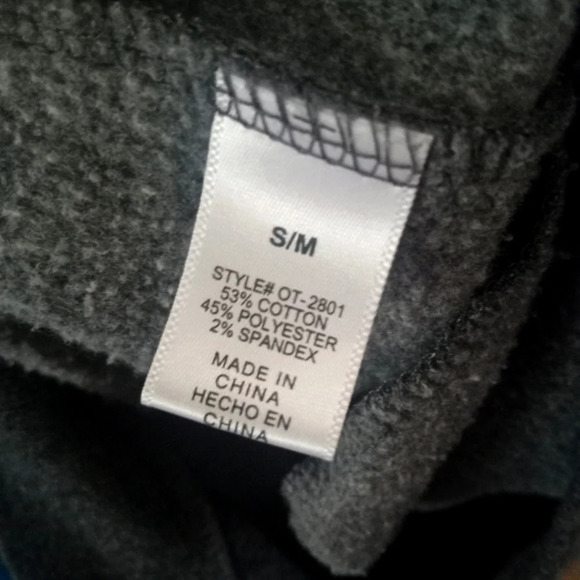 S/M
STYLE# OT-2801
53% COTTON
45% POLYESTER
2% SPANDEX
MADE IN
CHINA
HECHO EN
CHINA